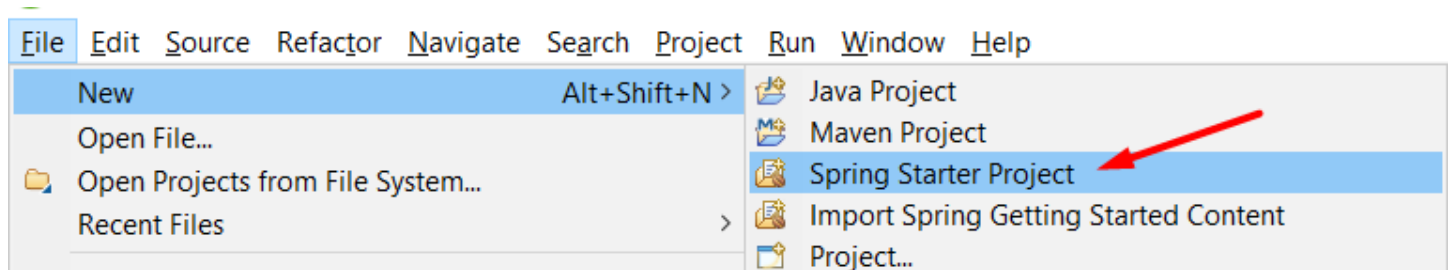 File Edit Source Refactor Navigate Search Project Run Window Help
New Alt+Shift+N >
Open File...
Open Projects from File System...
Recent Files >
Java Project
Maven Project
Spring Starter Project
Import Spring Getting Started Content
Project...